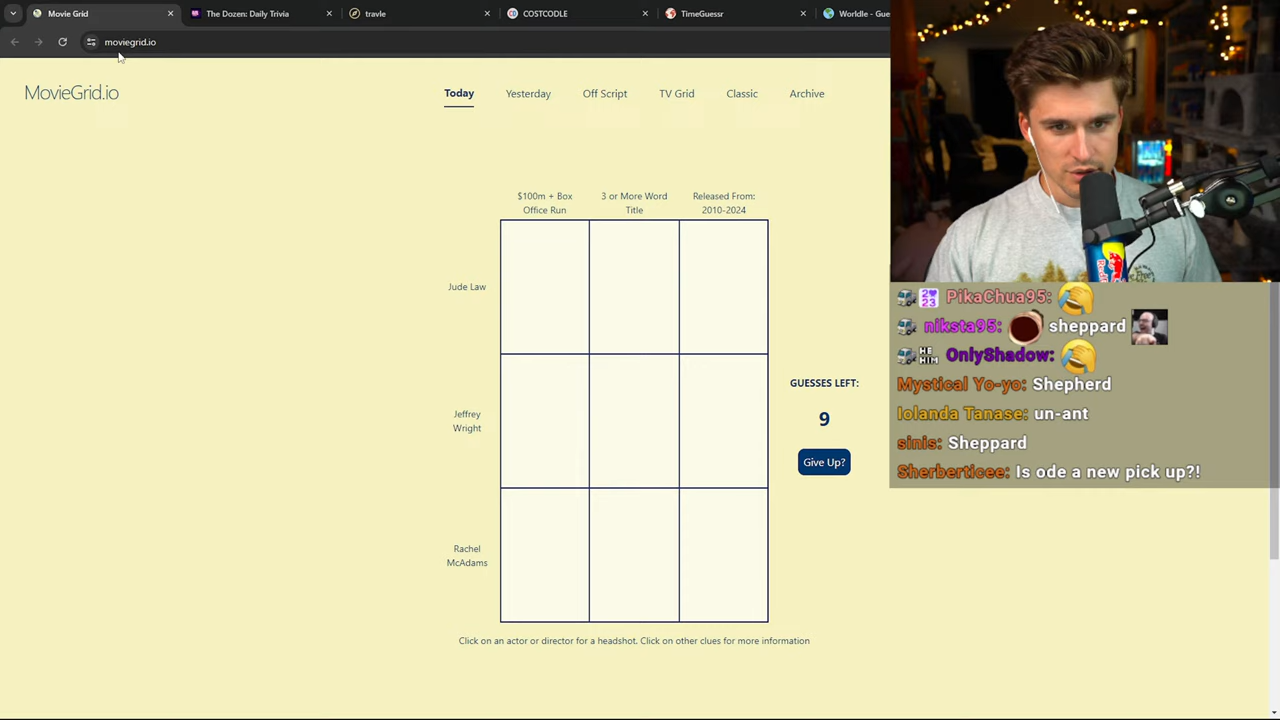 Movie Grid
The Dozen: Daily Trivia
travle
COSTCODLE
TimeGuessr
Worldle - Gue
moviegrid.io
MovieGrid.io
Today
Yesterday
Off Script
TV Grid
Classic
Archive
$100m + Box
Office Run
3 or More Word
Title
Released From:
2010-2024
Jude Law
Jeffrey
Wright
Rachel
McAdams
GUESSES LEFT:
9
Give Up?
Click on an actor or director for a headshot. Click on other clues for more information
PikaChua95:
niksta95: sheppard
OnlyShadow:
Mystical Yo-yo: Shepherd
Iolanda Tanase: un-ant
sinis: Sheppard
Sherberticee: Is ode a new pick up?!